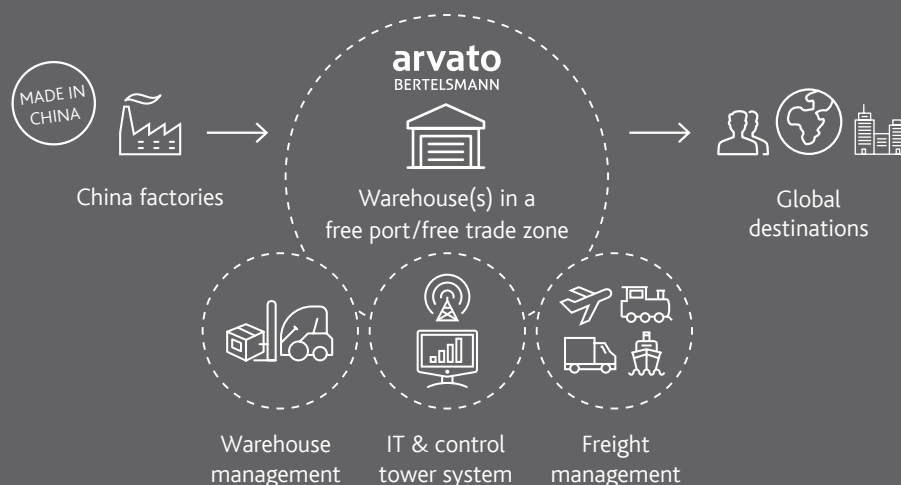 arvato
BERTELSMANN
MADE IN
CHINA
China factories
Warehouse(s) in a
free port/free trade zone
Global
destinations
Warehouse
management
IT & control
tower system
Freight
management